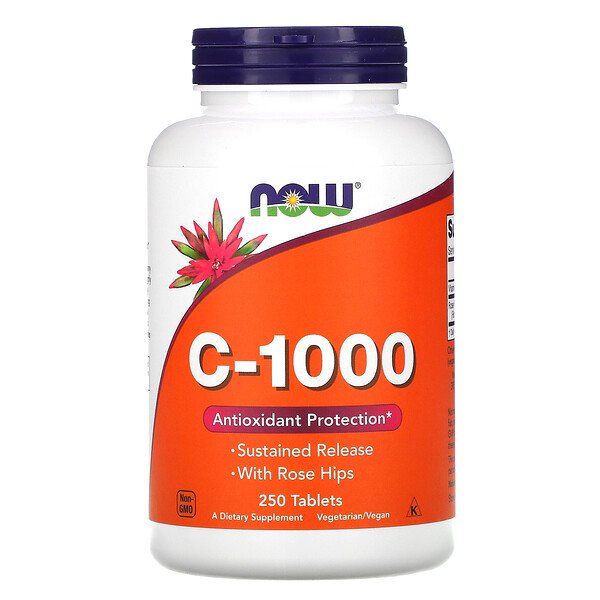 now®
C-1000
Antioxidant Protection*
•Sustained Release
•With Rose Hips
250 Tablets
Non-
GMO
A Dietary Supplement Vegetarian/Vegan
K